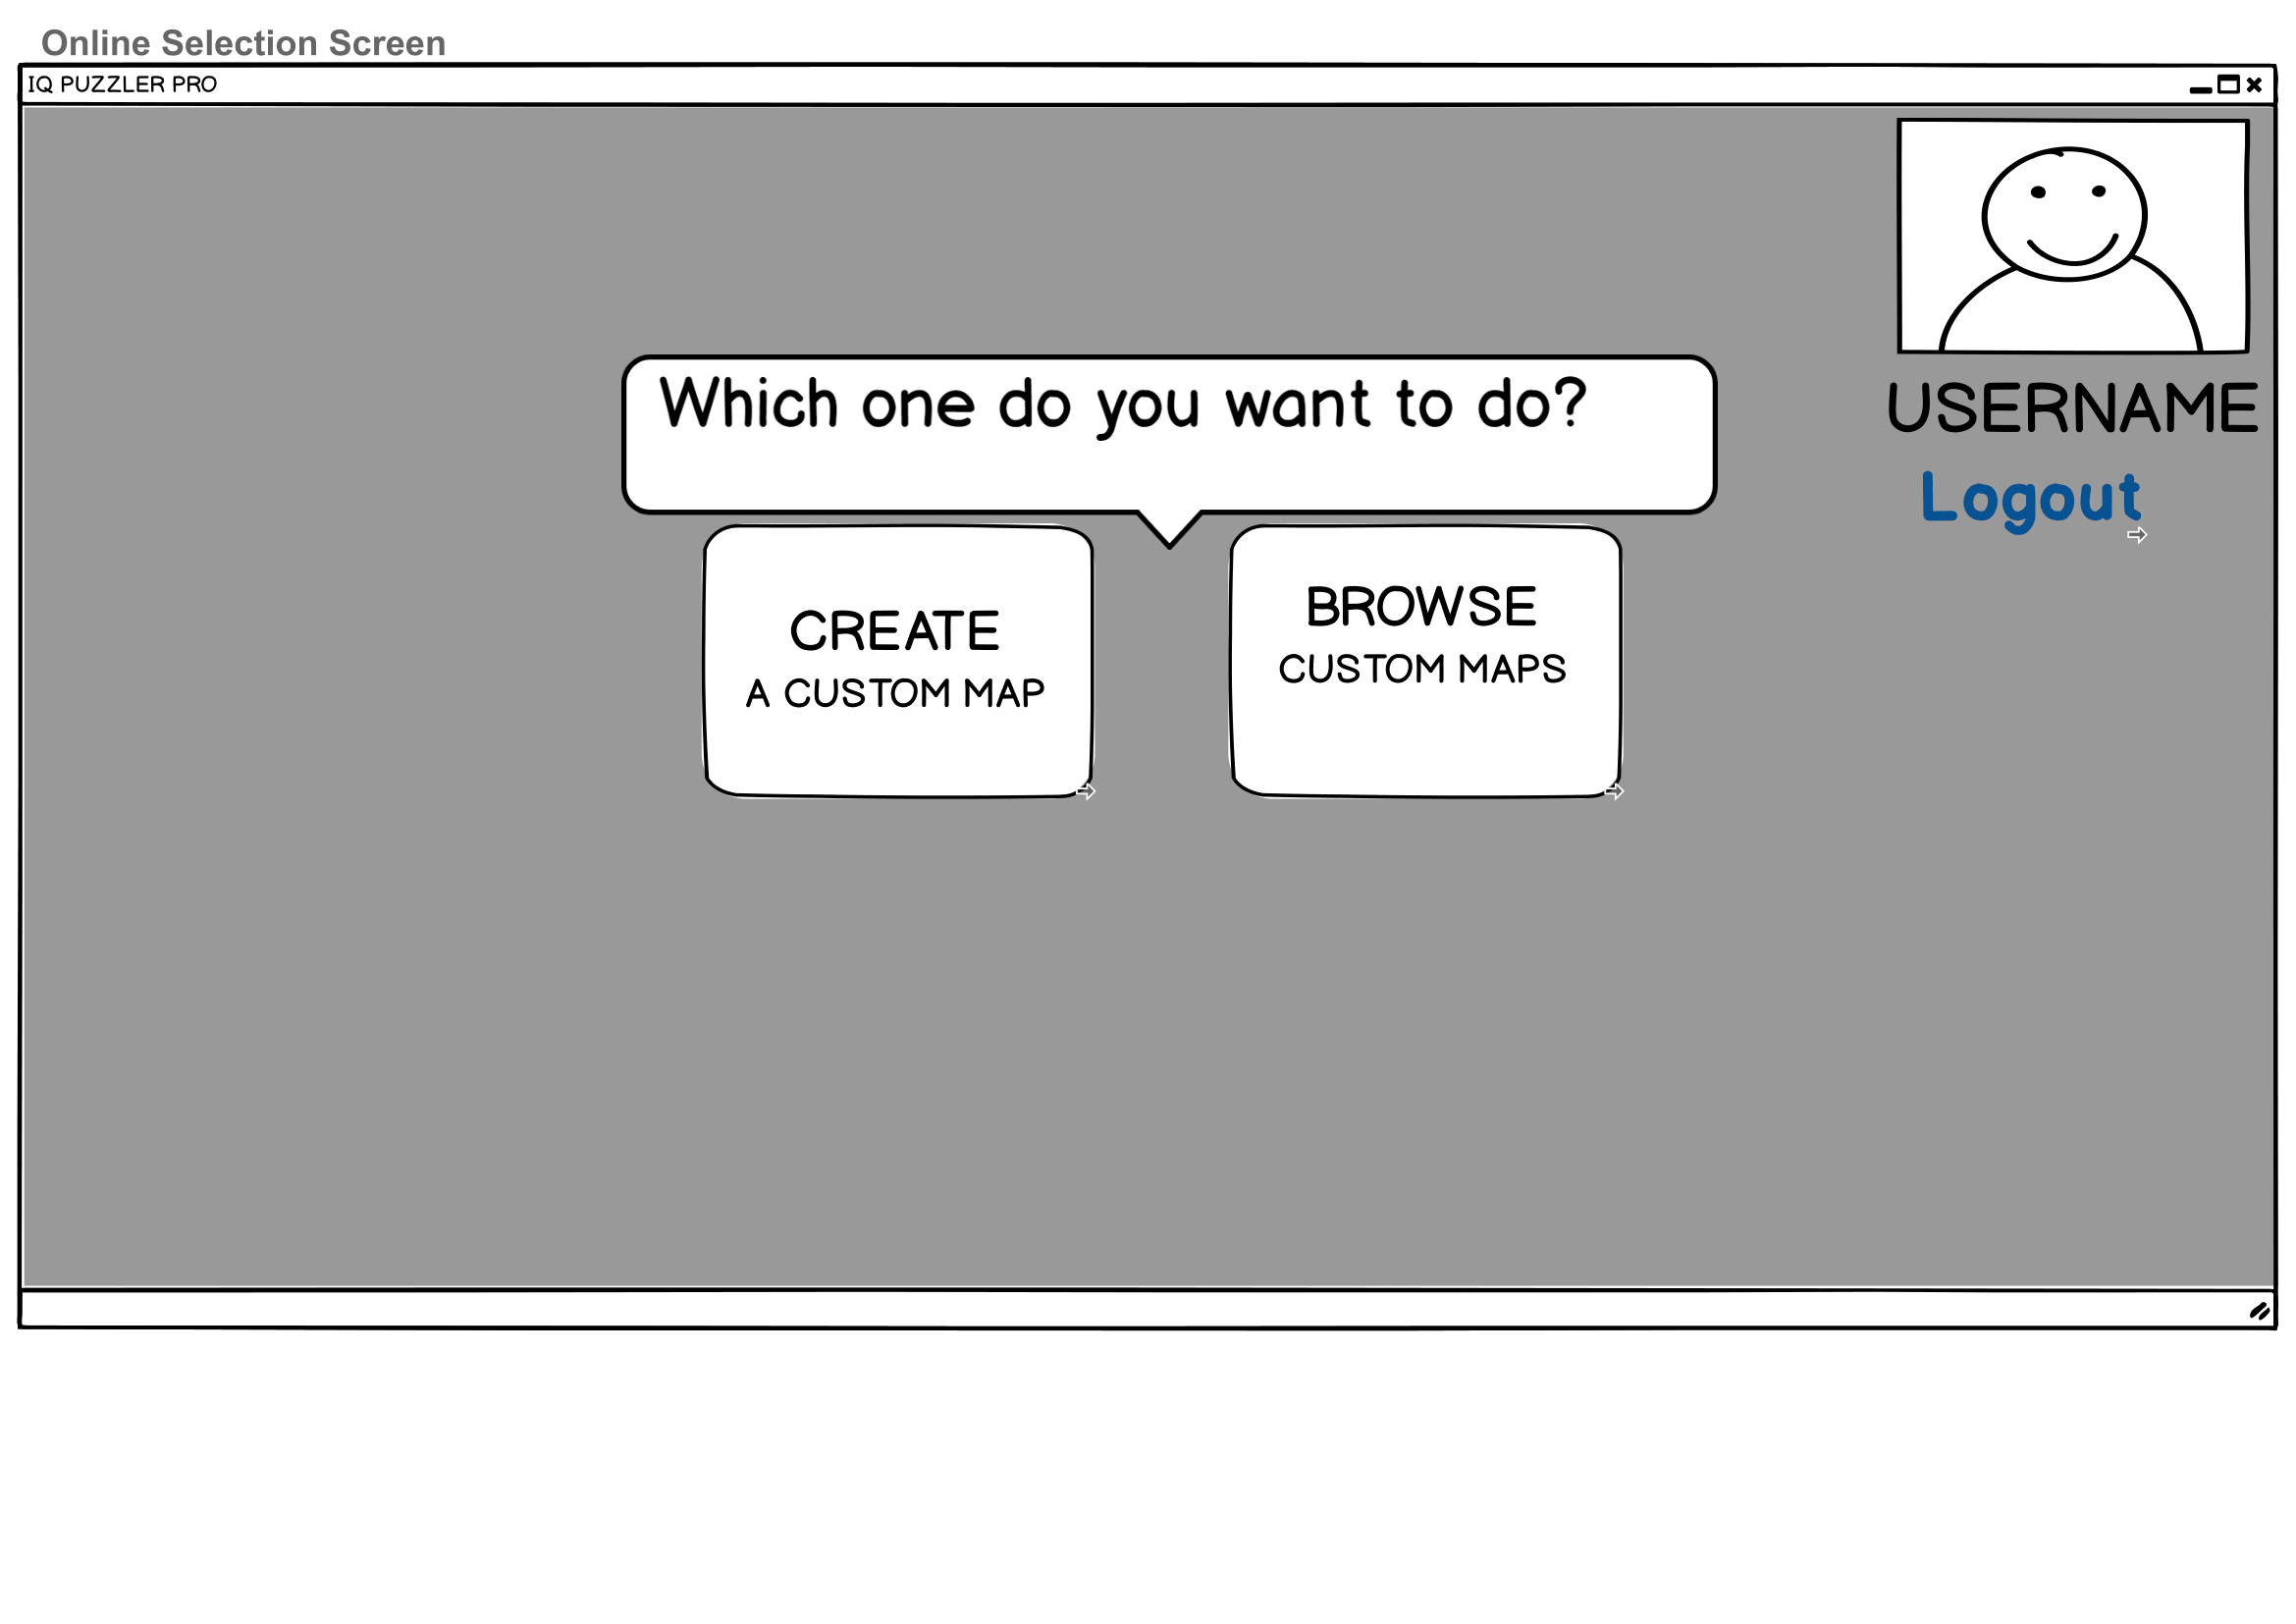 Online Selection Screen
IQ PUZZLER PRO
USERNAME
Logout
Which one do you want to do?
CREATE
A CUSTOM MAP
BROWSE
CUSTOM MAPS